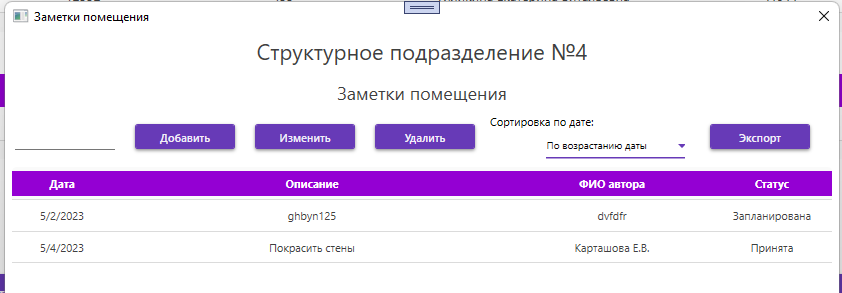 Заметки помещения
Структурное подразделение №4
Заметки помещения
Сортировка по дате:
Добавить Изменить Удалить По возрастанию даты Экспорт
Дата Описание ФИО автора Статус
5/2/2023 ghbyn125 dvfdfr Запланирована
5/4/2023 Покрасить стены Карташова Е.В. Принята